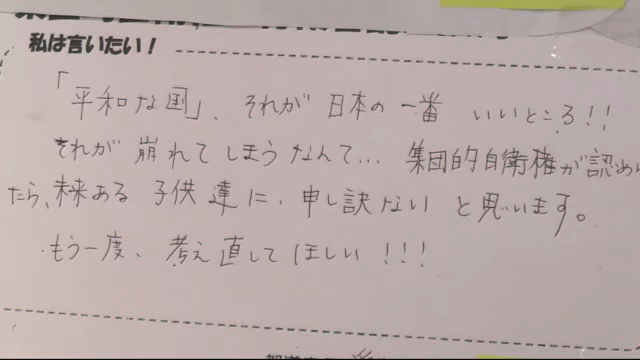 私は言いたい！
「平和な国」、それが日本の一番 いいところ!!
それが崩れてしまうなんて… 集団的自衛権が認め
たら、未来ある子供達に、申し訳ないと思います。
もう一度、考え直してほしい!!!